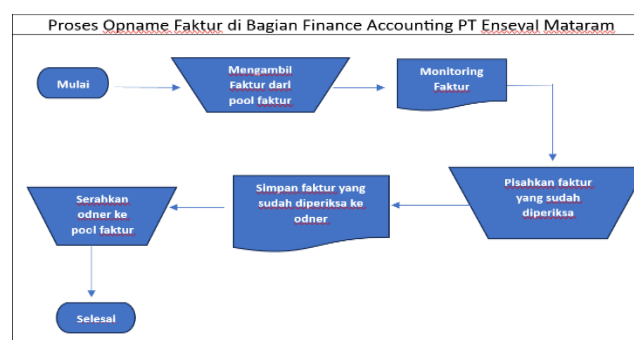 Proses Opname Faktur di Bagian Finance Accounting PT Enseval Mataram
Mulai
Mengambil
Faktur dari
pool faktur
Monitoring
Faktur
Pisahkan faktur
yang sudah
diperiksa
Simpan faktur yang
sudah diperiksa ke
odner
Serahkan
odner ke
pool faktur
Selesai